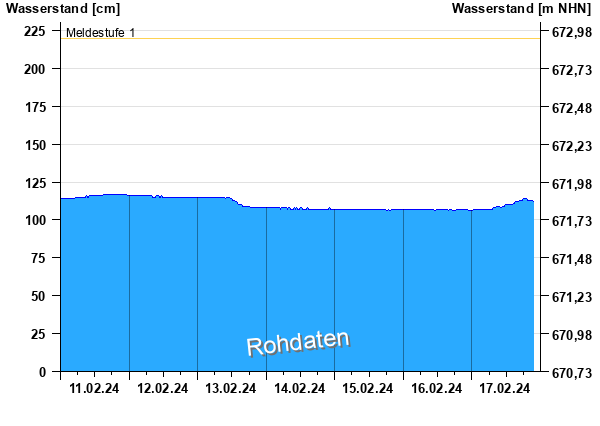 Wasserstand [cm] Wasserstand [m NHN]
Meldestufe 1
225 672,98
200 672,73
175 672,48
150 672,23
125 671,98
100 671,73
75 671,48
50 671,23
25 670,98
Rohdaten
0 670,73
11.02.24 12.02.24 13.02.24 14.02.24 15.02.24 16.02.24 17.02.24